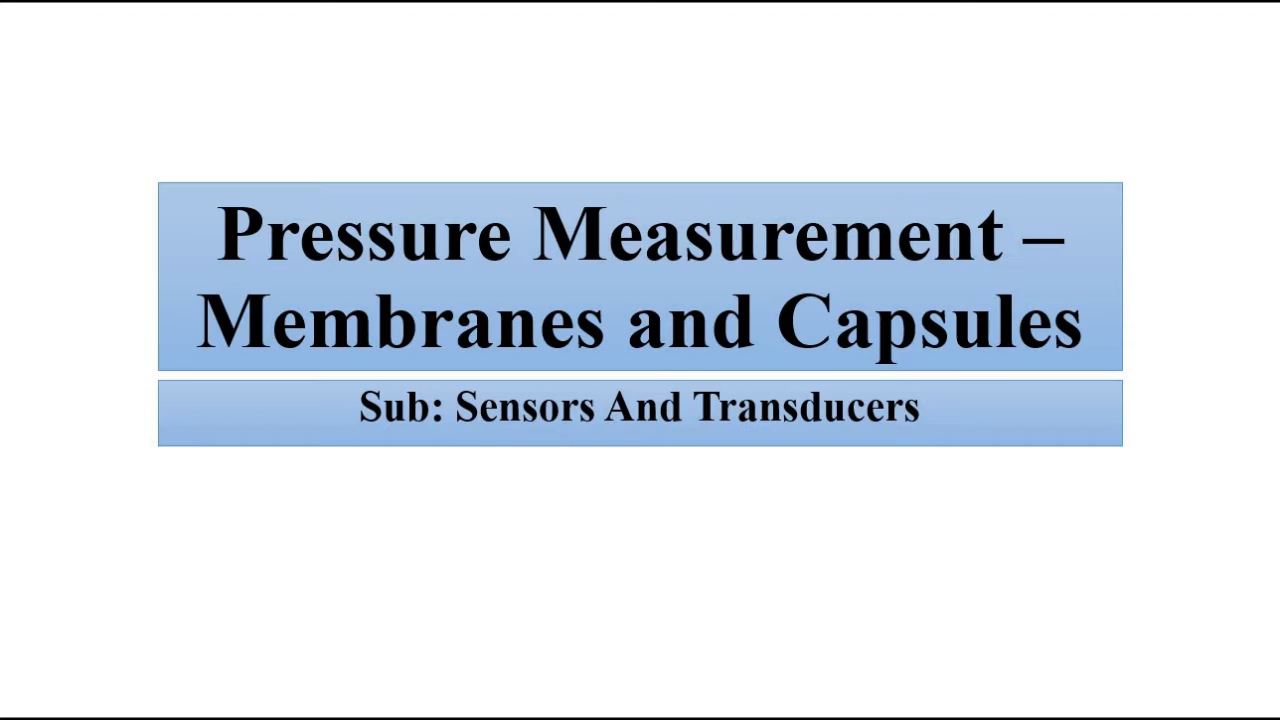 Pressure Measurement –
Membranes and Capsules
Sub: Sensors And Transducers